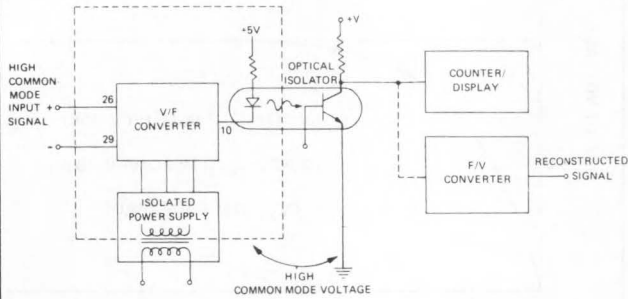 HIGH
COMMON-
MODE
INPUT +
SIGNAL
-
26
29
V/F
CONVERTER
10
+5V
OPTICAL
ISOLATOR
+V
COUNTER/
DISPLAY
F/V
CONVERTER
RECONSTRUCTED
SIGNAL
ISOLATED
POWER SUPPLY
HIGH
COMMON MODE VOLTAGE